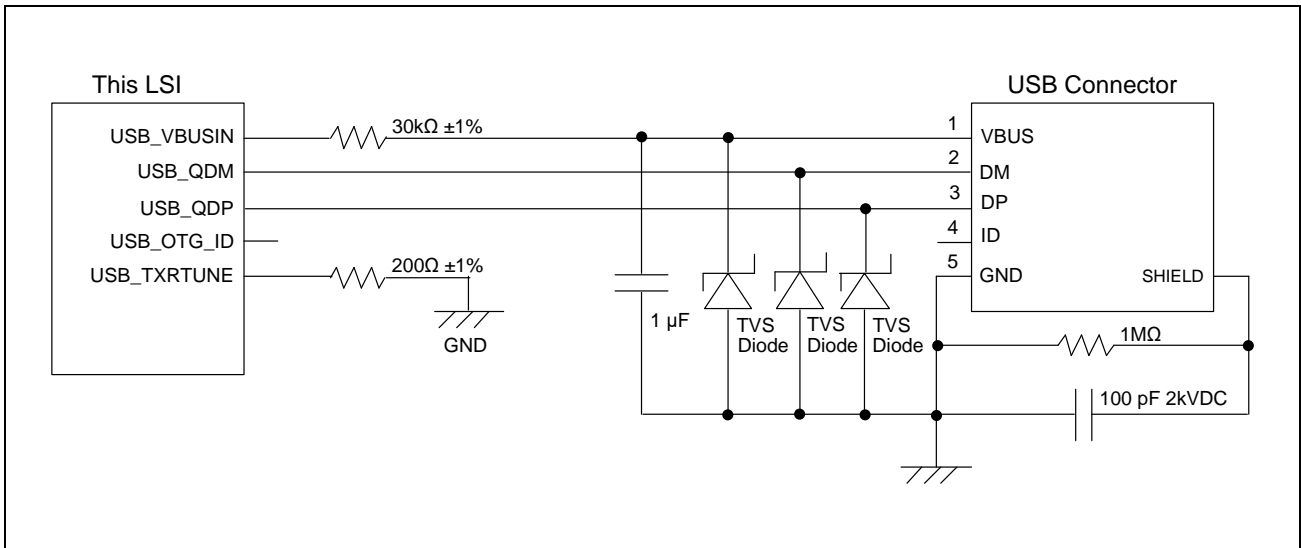 This LSI
USB Connector
USB_VBUSIN
30kΩ ±1%
1
VBUS
USB_QDM
2
DM
USB_QDP
3
DP
USB_OTG_ID
4
ID
USB_TXRTUNE
200Ω ±1%
5
GND
SHIELD
GND
1 µF
TVS
Diode
TVS
Diode
TVS
Diode
1MΩ
100 pF 2kVDC